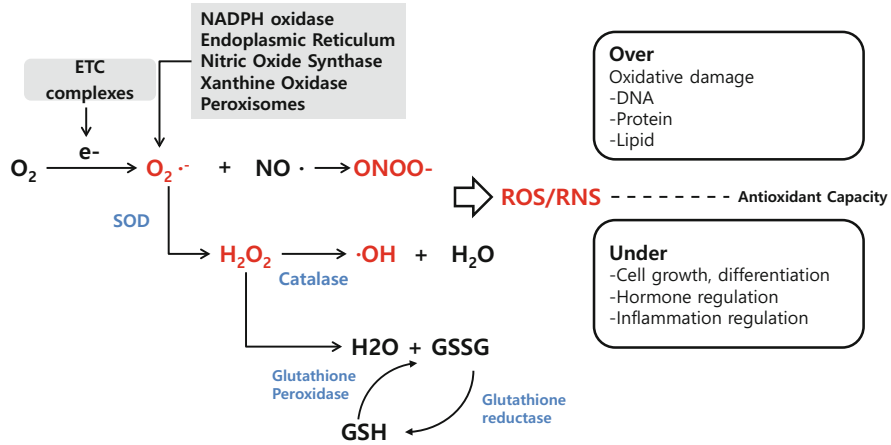 NADPH oxidase
Endoplasmic Reticulum
Nitric Oxide Synthase
Xanthine Oxidase
Peroxisomes
ETC
complexes
e-
O₂
O₂ ·⁻ + NO · ONOO-
SOD
H₂O₂ ·OH + H₂O
Catalase
H2O + GSSG
Glutathione
Peroxidase
Glutathione
reductase
GSH
ROS/RNS
Antioxidant Capacity
Over
Oxidative damage
-DNA
-Protein
-Lipid
Under
-Cell growth, differentiation
-Hormone regulation
-Inflammation regulation